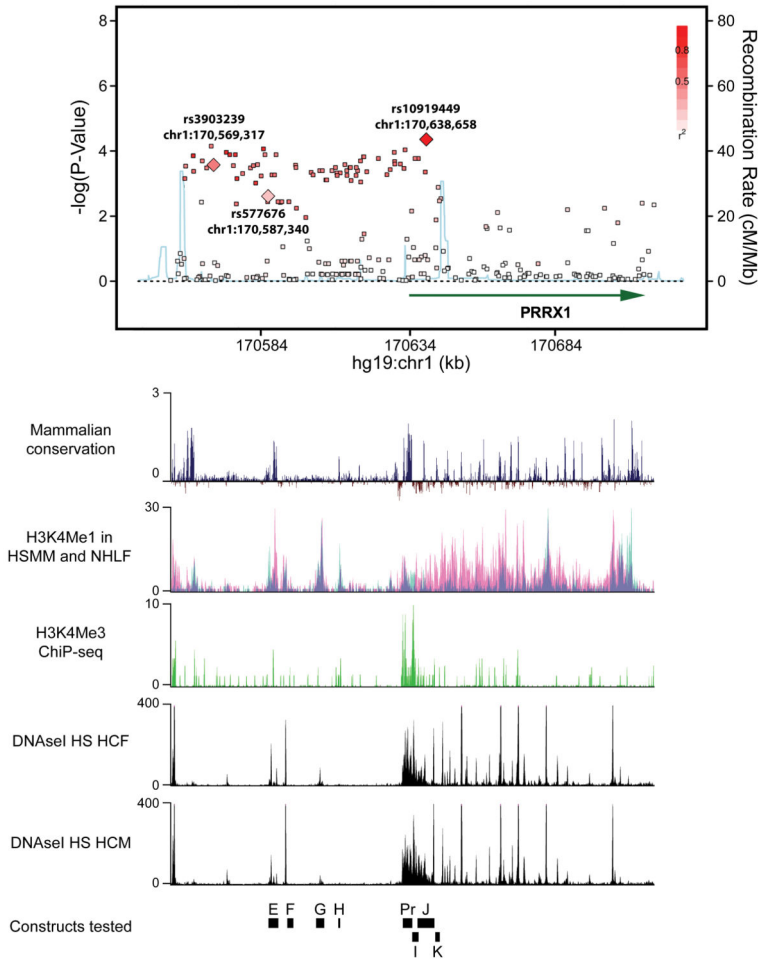 8
6
4
2
0
-log(P-Value)
80
60
40
20
0
Recombination Rate (cM/Mb)
0.8
0.5
r²
rs3903239
chr1:170,569,317
rs10919449
chr1:170,638,658
rs577676
chr1:170,587,340
PRRX1
170584
170634
170684
hg19:chr1 (kb)
Mammalian
conservation
3
0
H3K4Me1 in
HSMM and NHLF
30
0
H3K4Me3
ChiP-seq
10
0
DNAseI HS HCF
400
0
DNAseI HS HCM
400
0
Constructs tested
E F G H Pr J
I K